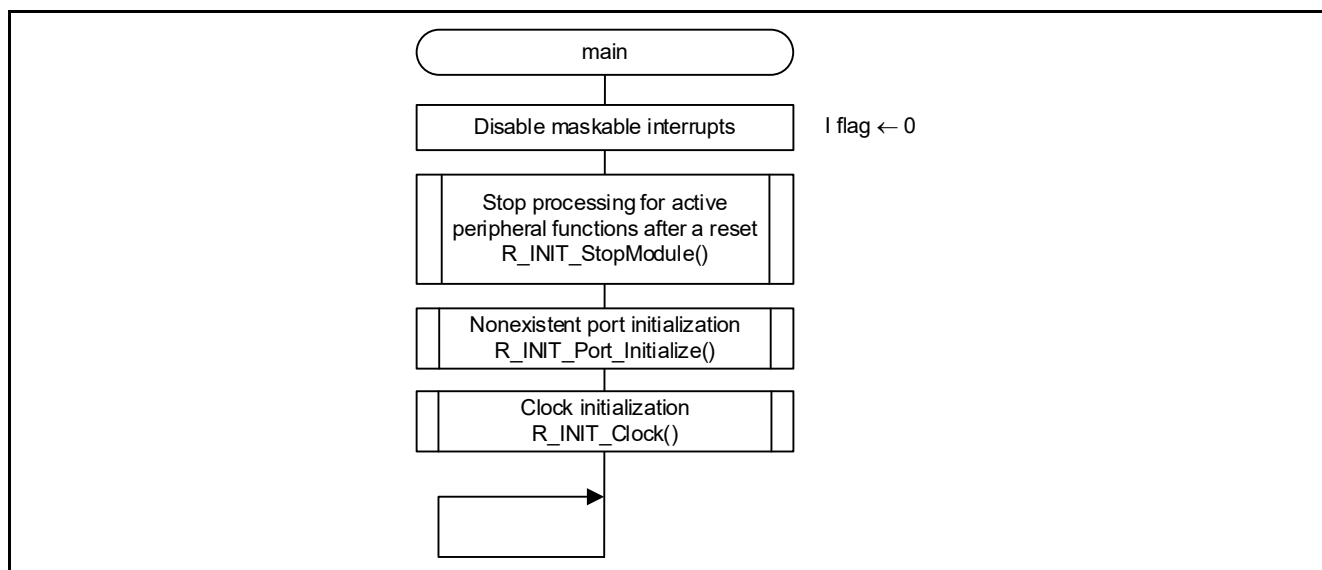 main
Disable maskable interrupts
I flag ← 0
Stop processing for active
peripheral functions after a reset
R_INIT_StopModule()
Nonexistent port initialization
R_INIT_Port_Initialize()
Clock initialization
R_INIT_Clock()